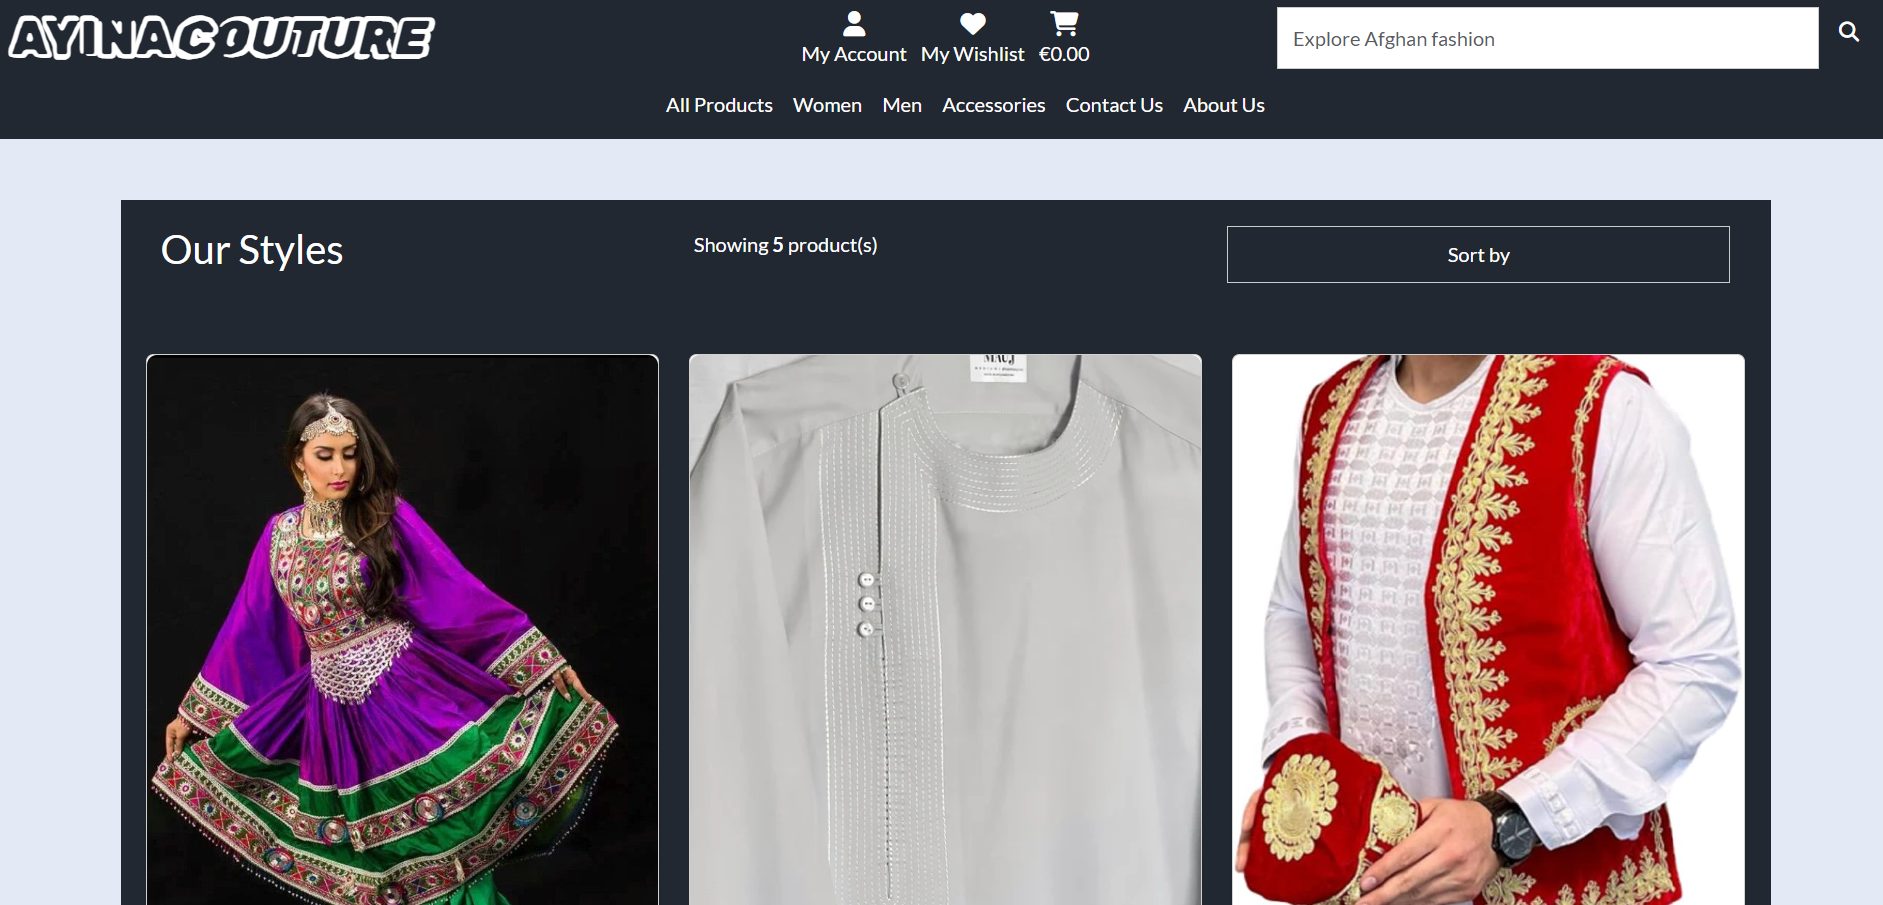 AYINACOUTURE
My Account My Wishlist €0.00
Explore Afghan fashion
All Products Women Men Accessories Contact Us About Us
Our Styles
Showing 5 product(s)
Sort by
MAUJ